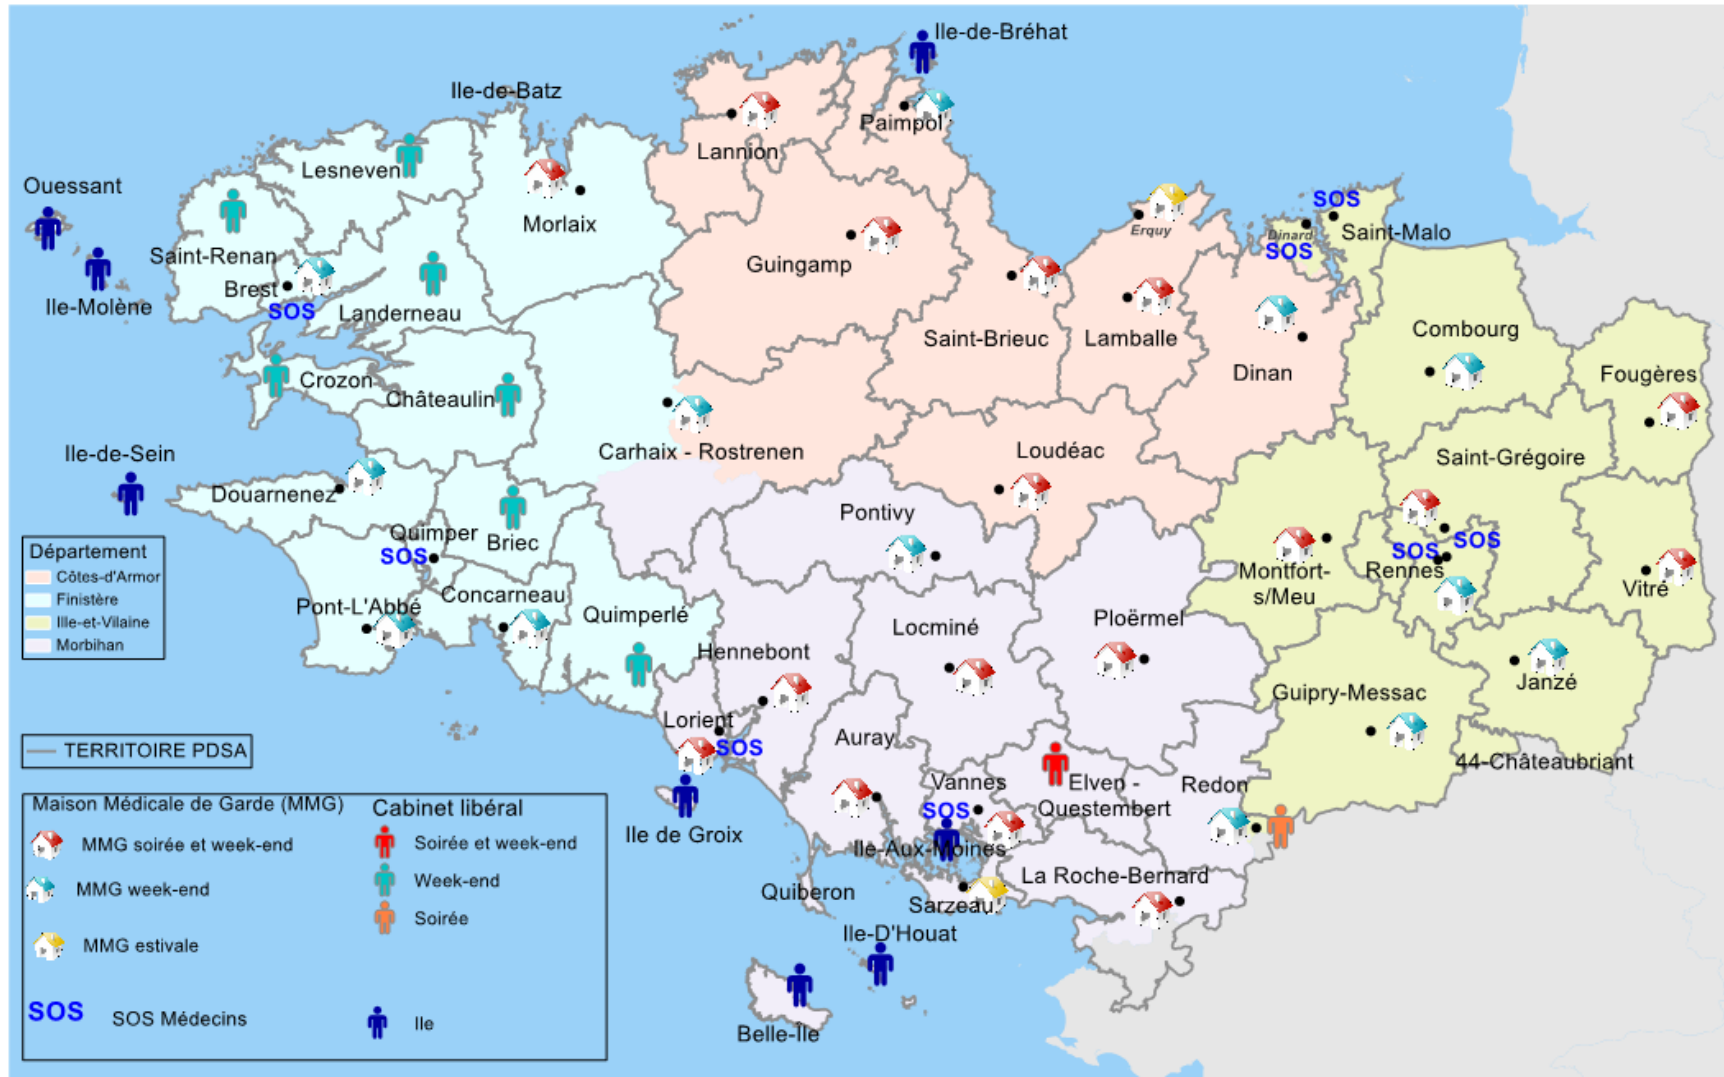 Ile-de-Bréhat
Ile-de-Batz
Paimpol
Lannion
Lesneven
Ouessant
Morlaix
SOS
Erquy
Dinard
Saint-Malo
SOS
Saint-Renan
Guingamp
Brest
Ile-Molène
SOS
Landerneau
Combourg
Saint-Brieuc
Lamballe
Dinan
Fougères
Crozon
Châteaulin
Ile-de-Sein
Carhaix - Rostrenen
Loudéac
Saint-Grégoire
Douarnenez
Pontivy
Quimper
Briec
SOS
SOS
SOS
Rennes
Montfort-
s/Meu
Vitré
Département
Côtes-d'Armor
Finistère
Ille-et-Vilaine
Morbihan
Pont-L'Abbé
Concarneau
Quimperlé
Locminé
Ploërmel
Hennebont
Janzé
Guipry-Messac
Lorient
SOS
Auray
44-Châteaubriant
TERRITOIRE PDSA
Vannes
Elven -
Questembert
Redon
SOS
Ile de Groix
Ile-Aux-Moines
La Roche-Bernard
Quiberon
Sarzeau
Ile-D'Houat
Belle-Île
Maison Médicale de Garde (MMG)
MMG soirée et week-end
MMG week-end
MMG estivale
SOS
SOS Médecins
Cabinet libéral
Soirée et week-end
Week-end
Soirée
Ile